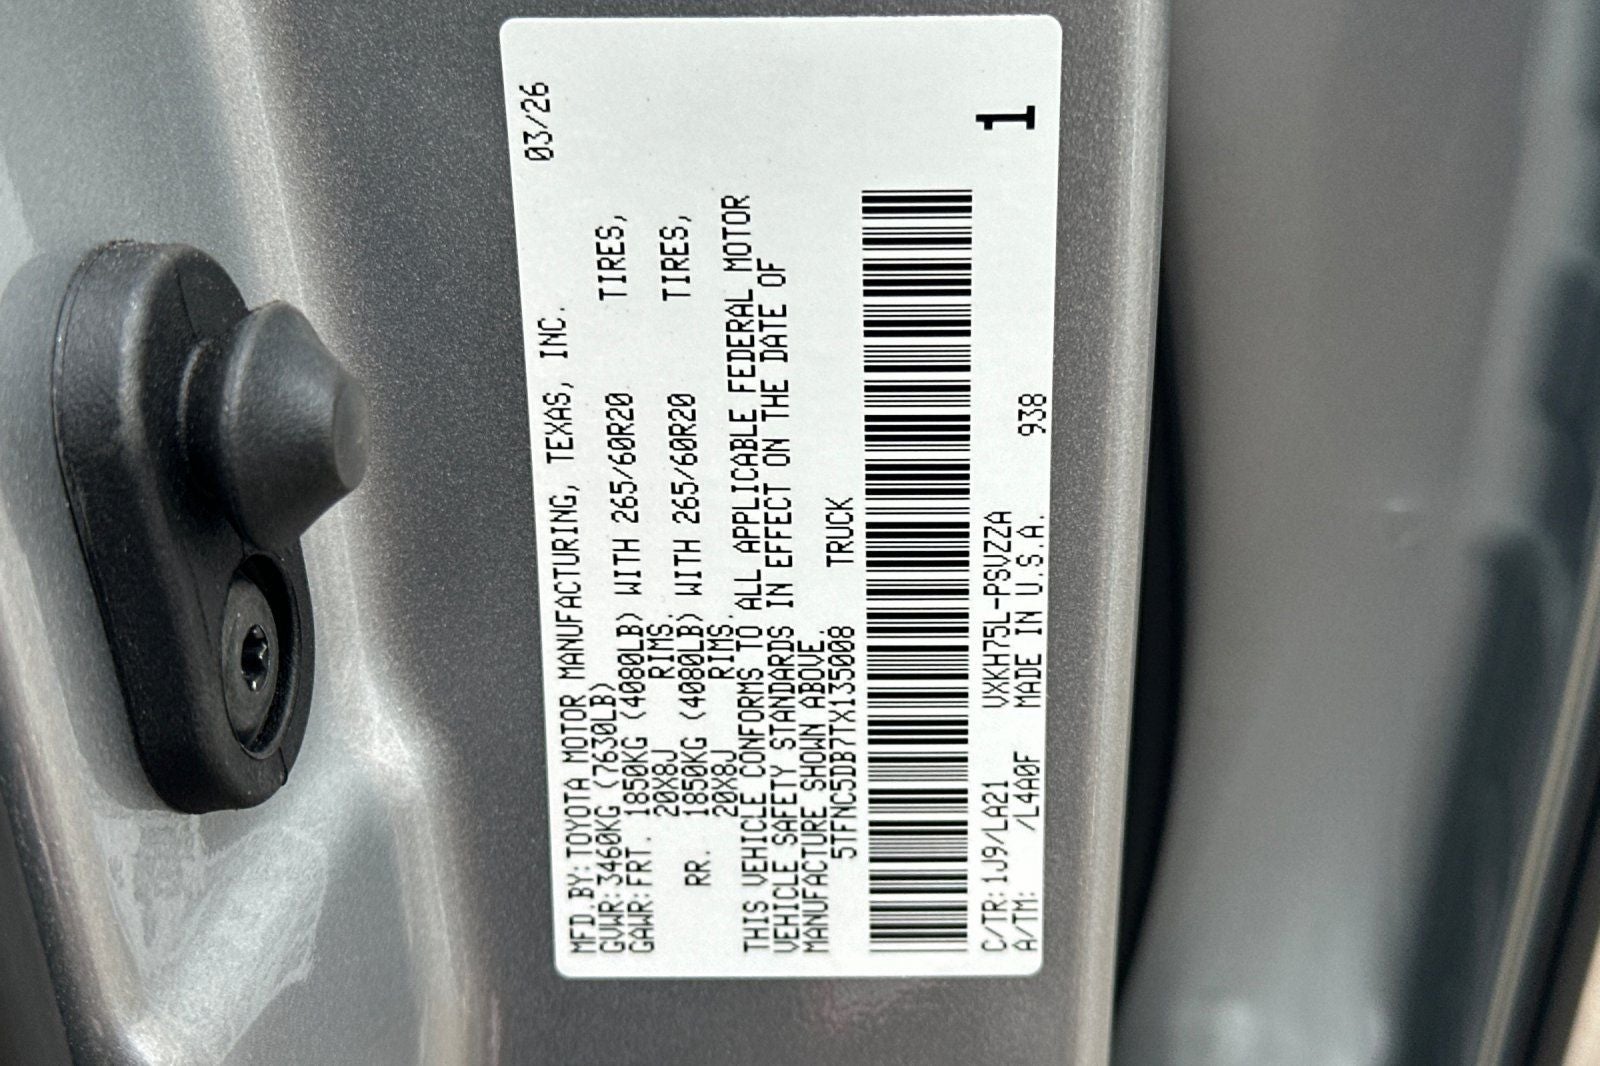 03/26
MFD.BY:TOYOTA MOTOR MANUFACTURING, TEXAS, INC.
GVWR:3460KG (7630LB)
GAWR:FRT. 1850KG (4080LB) WITH 265/60R20 TIRES,
20X8J RIMS.
RR. 1850KG (4080LB) WITH 265/60R20 TIRES,
20X8J RIMS.
THIS VEHICLE CONFORMS TO ALL APPLICABLE FEDERAL MOTOR
VEHICLE SAFETY STANDARDS IN EFFECT ON THE DATE OF
MANUFACTURE SHOWN ABOVE.
5TFNC5DB7TX135008 TRUCK
C/TR:1J9/LA21 VXKH75L-PSVZZA
A/TM: /L4A0F MADE IN U.S.A. 938
1